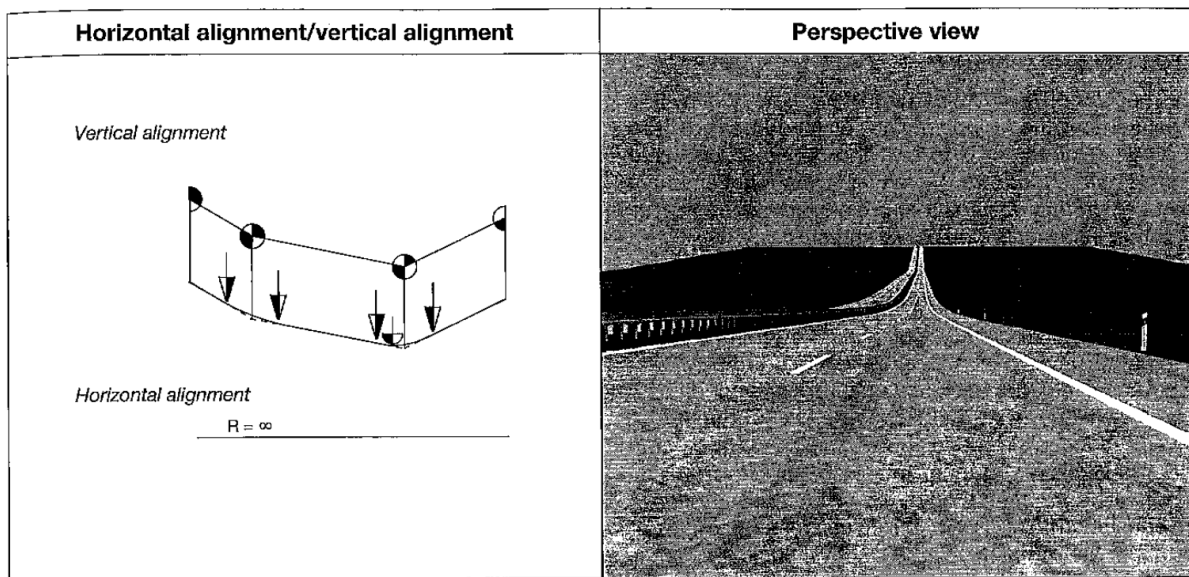 Horizontal alignment/vertical alignment
Perspective view
Vertical alignment
Horizontal alignment
R = ∞